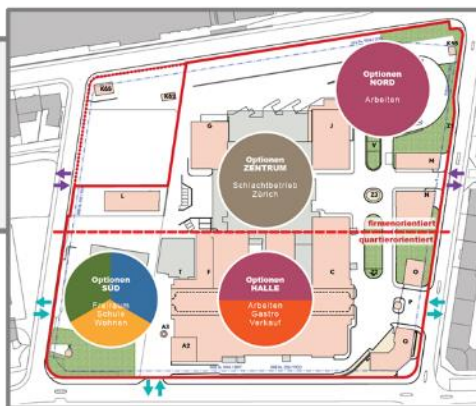 Optionen
NORD
Arbeiten
Optionen
ZENTRUM
Schlachtbetrieb
Zürich
firmenorientiert
quartierorientiert
Optionen
SÜD
Freiraum
Schule
Wohnen
Optionen
HALLE
Arbeiten
Gastro
Verkauf
G
J
V
M
L
N
T
F
C
O
P
A3
A2